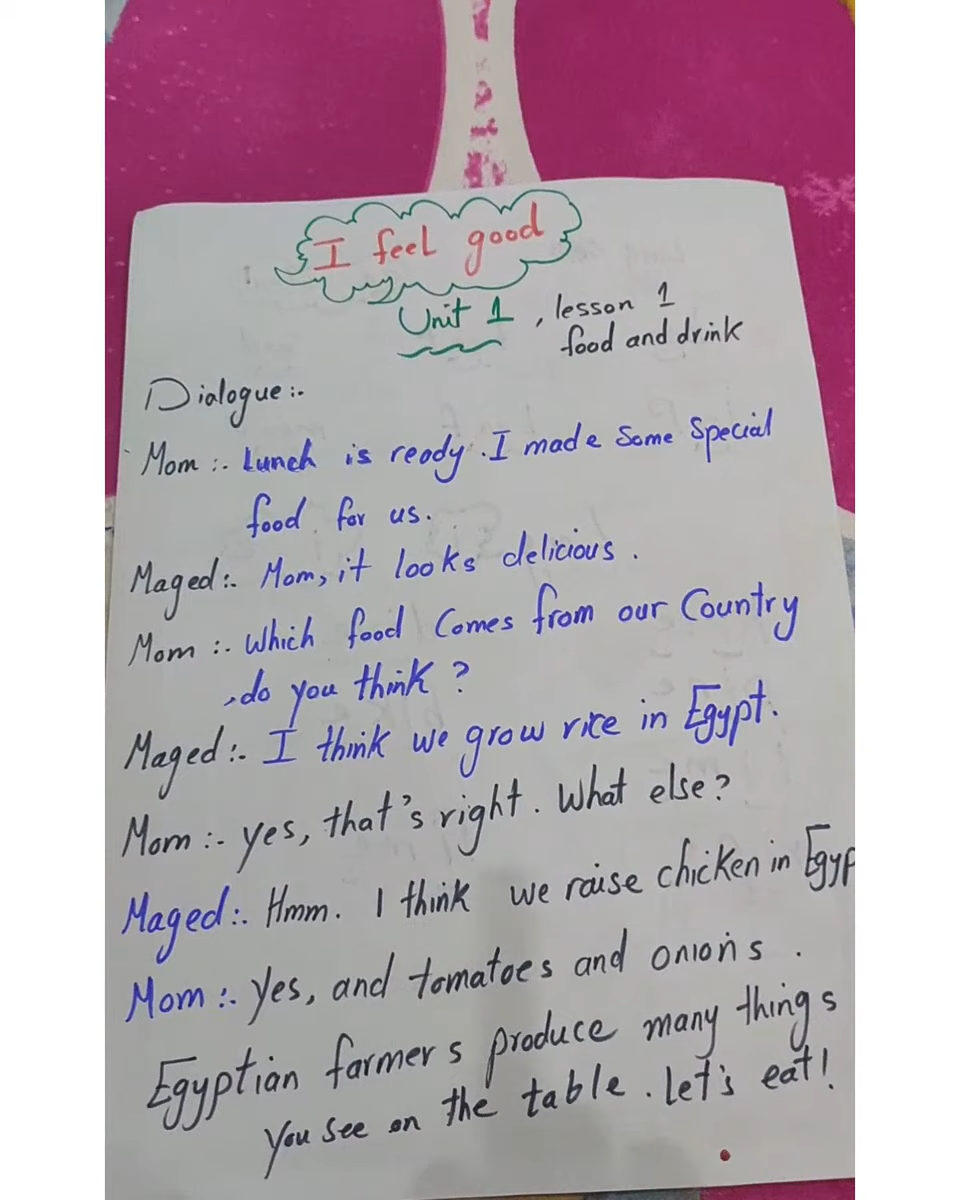 I feel good
Unit 1, lesson 1
food and drink
Dialogue:.
Mom :. Lunch is ready. I made Some Special
food for us.
Maged:. Mom, it looks delicious.
Mom :. Which food Comes from our Country
,do you think?
Maged:. I think we grow rice in Egypt.
Mom :. yes, that's right. What else?
Maged:. Hmm. I think we raise chicken in Egyp
Mom :. yes, and tomatoes and onions.
Egyptian farmers produce many things
You see on the table. Let's eat!